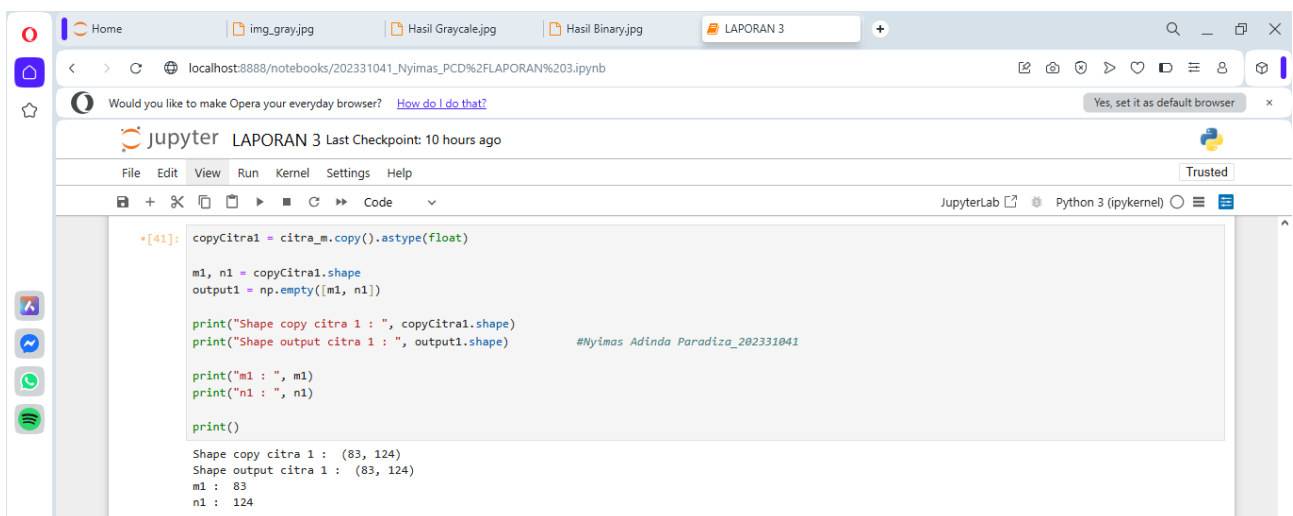 Home
img_gray.jpg
Hasil Graycale.jpg
Hasil Binary.jpg
LAPORAN 3
localhost:8888/notebooks/202331041_Nyimas_PCD%2FLAPORAN%203.ipynb
Would you like to make Opera your everyday browser? How do I do that? Yes, set it as default browser
jupyter LAPORAN 3 Last Checkpoint: 10 hours ago
File Edit View Run Kernel Settings Help Trusted
Code JupyterLab Python 3 (ipykernel)
•[41]: copyCitra1 = citra_m.copy().astype(float)
m1, n1 = copyCitra1.shape
output1 = np.empty([m1, n1])
print("Shape copy citra 1 : ", copyCitra1.shape)
print("Shape output citra 1 : ", output1.shape) #Nyimas Adinda Paradiza_202331041
print("m1 : ", m1)
print("n1 : ", n1)
print()
Shape copy citra 1 :  (83, 124)
Shape output citra 1 :  (83, 124)
m1 :  83
n1 :  124